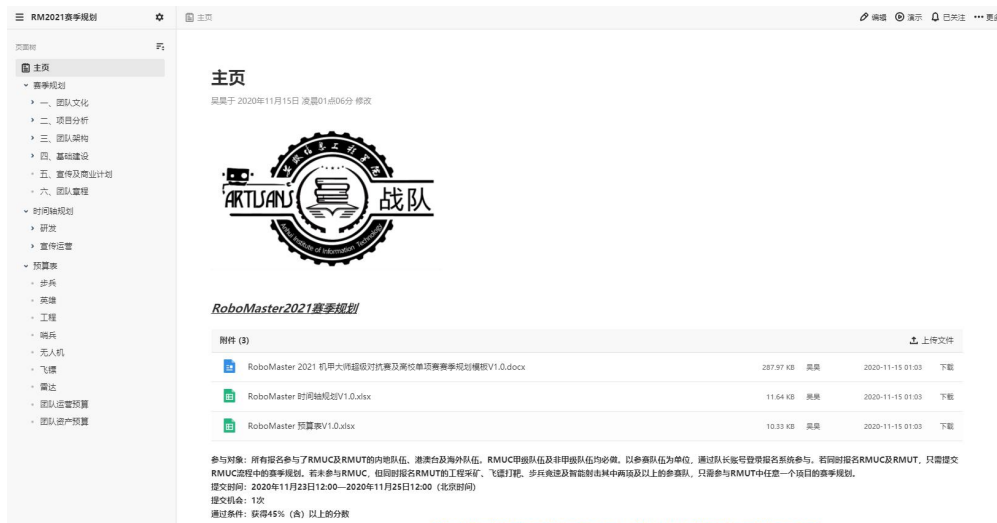 RM2021赛季规划
主页
编辑 演示 已关注 更多
页面树
主页
赛季规划
一、团队文化
二、项目分析
三、团队架构
四、基础建设
五、宣传及商业计划
六、团队章程
时间轴规划
研发
宣传运营
预算表
步兵
英雄
工程
哨兵
无人机
飞镖
雷达
团队运营预算
团队资产预算
主页
吴昊于 2020年11月15日 凌晨01点06分 修改
安徽信息工程学院
ARTISANS
战队
Anhui Institute of Information Technology
RoboMaster2021赛季规划
附件 (3)
上传文件
RoboMaster 2021 机甲大师超级对抗赛及高校单项赛赛季规划模板V1.0.docx 287.97 KB 吴昊 2020-11-15 01:03 下载
RoboMaster 时间轴规划V1.0.xlsx 11.64 KB 吴昊 2020-11-15 01:03 下载
RoboMaster 预算表V1.0.xlsx 10.33 KB 吴昊 2020-11-15 01:03 下载
参与对象：所有报名参与了RMUC及RMUT的内地队伍、港澳台及海外队伍。RMUC甲级队伍及非甲级队伍均必做。以参赛队伍为单位，通过队长账号登录报名系统参与。若同时报名RMUC及RMUT，只需提交
RMUC流程中的赛季规划。若未参与RMUC，但同时报名RMUT的工程采矿、飞镖打靶、步兵竞速及智能射击其中两项及以上的参赛队，只需参与RMUT中任意一个项目的赛季规划。
提交时间：2020年11月23日12:00—2020年11月25日12:00（北京时间）
提交机会：1次
通过条件：获得45%（含）以上的分数